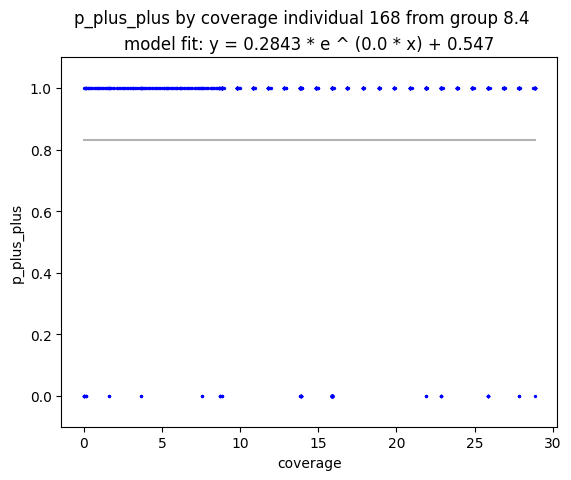 p_plus_plus by coverage individual 168 from group 8.4
model fit: y = 0.2843 * e ^ (0.0 * x) + 0.547
1.0
0.8
0.6
0.4
0.2
0.0
p_plus_plus
0 5 10 15 20 25 30
coverage